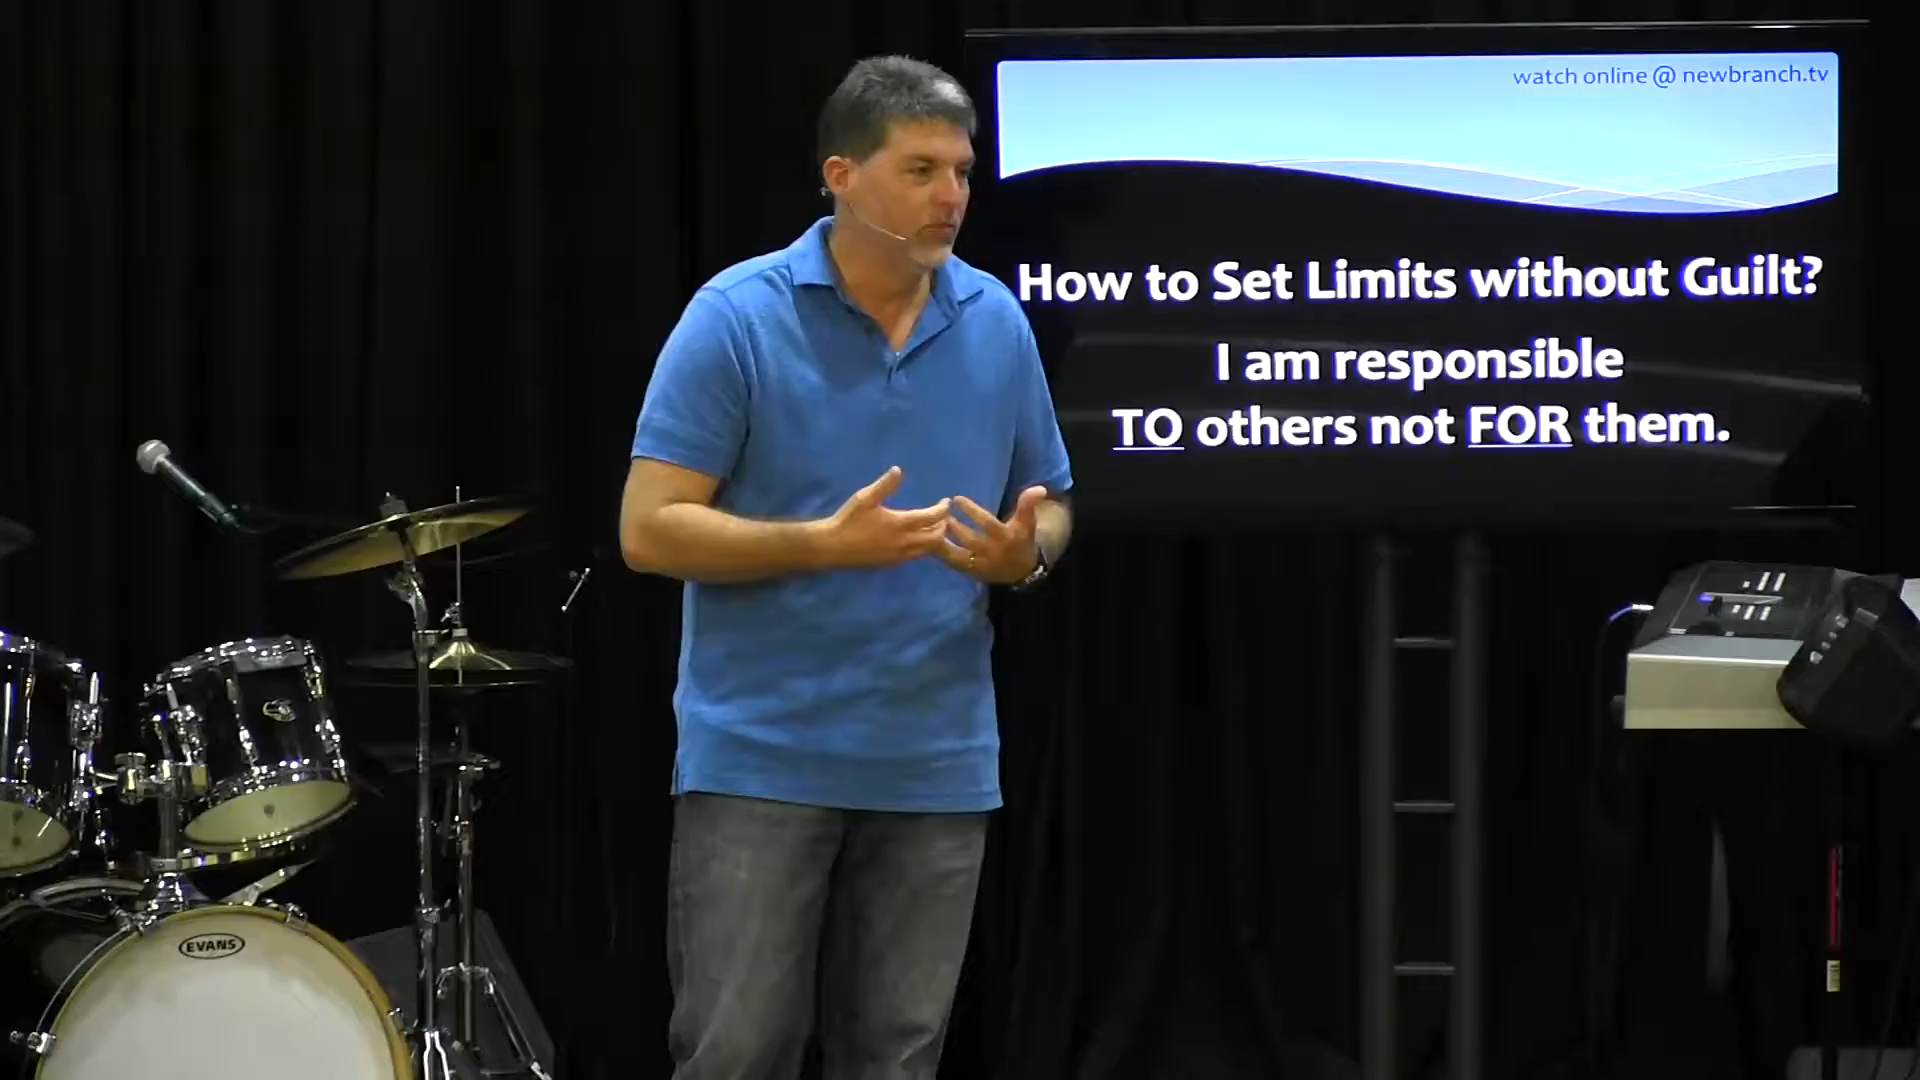 watch online @ newbranch.tv
How to Set Limits without Guilt?
I am responsible
TO others not FOR them.
EVANS